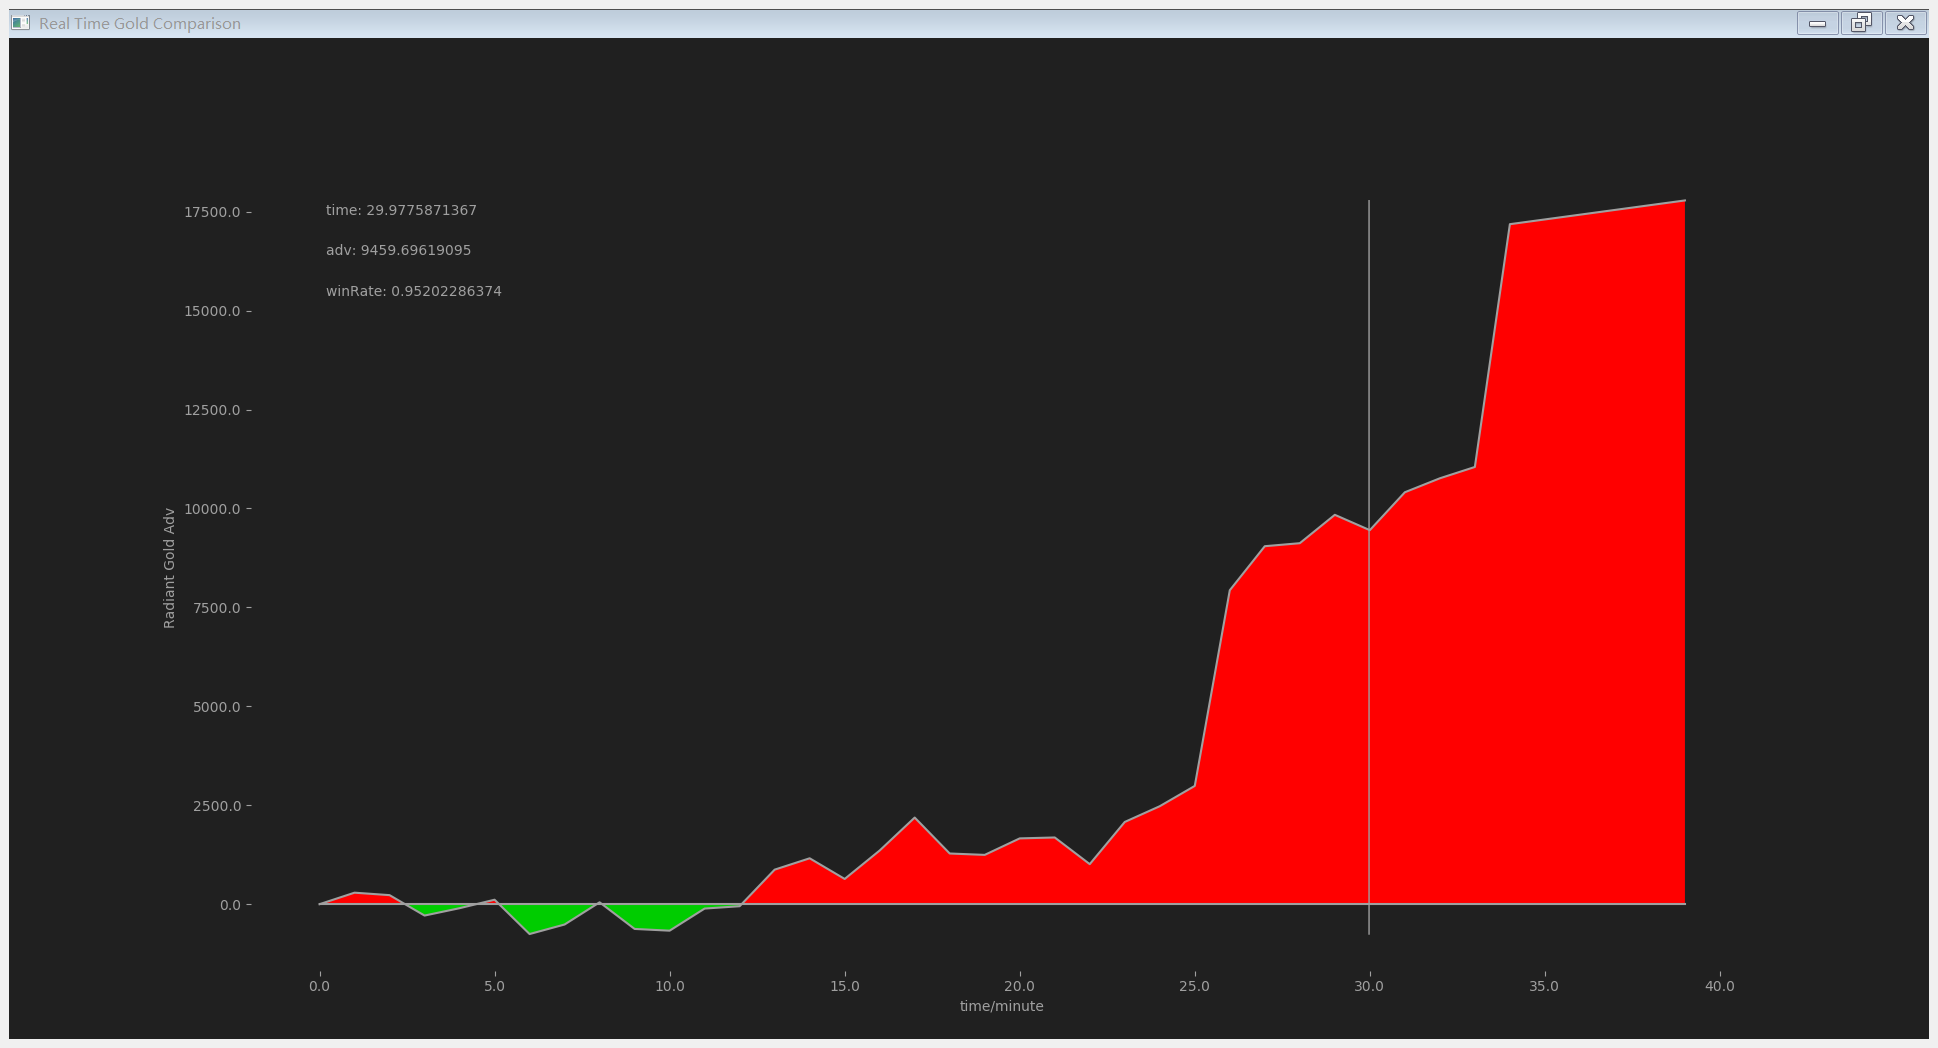 Real Time Gold Comparison
time: 29.9775871367
adv: 9459.69619095
winRate: 0.95202286374
17500.0
15000.0
12500.0
10000.0
7500.0
5000.0
2500.0
0.0
Radiant Gold Adv
0.0 5.0 10.0 15.0 20.0 25.0 30.0 35.0 40.0
time/minute